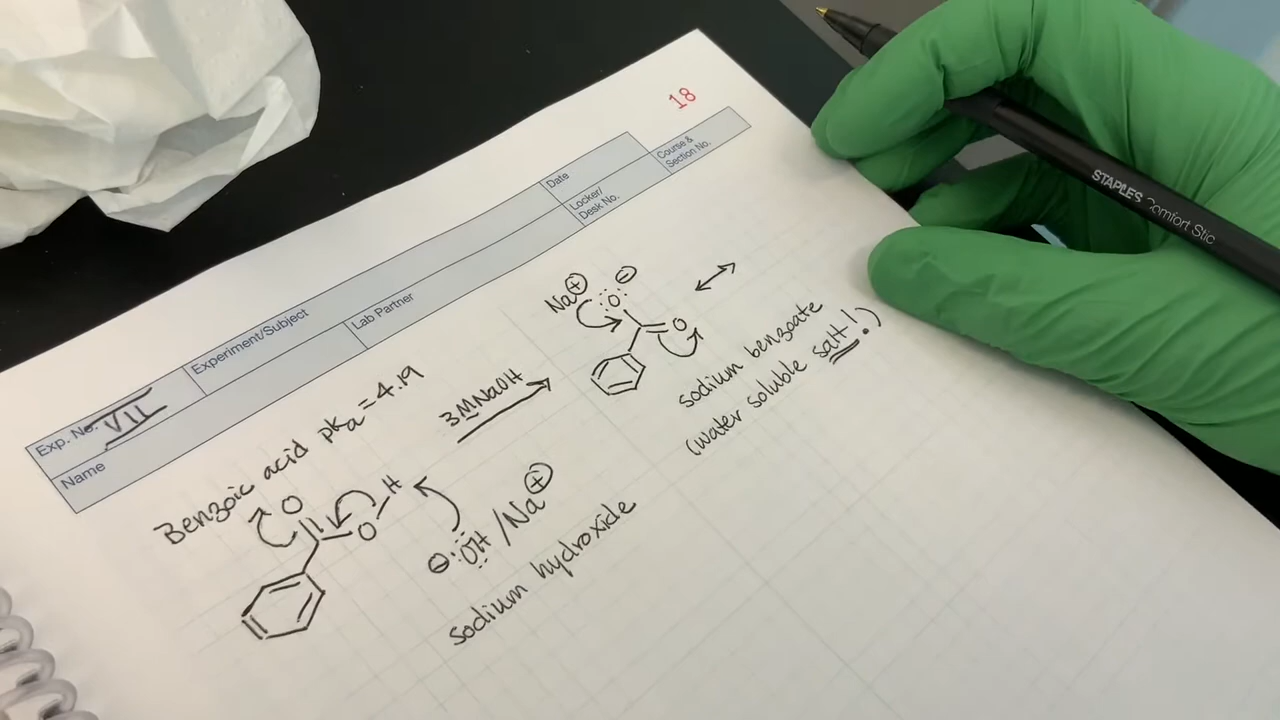 18
Exp. No. VII
Experiment/Subject
Date
Course &
Section No.
Name
Lab Partner
Locker/
Desk No.
Benzoic acid pKa = 4.19
3M NaOH
O
O
H
⊖:ÖH / Na⊕
sodium hydroxide
Na⊕
:O: ⊖
O
sodium benzoate
(water soluble salt!)
STAPLES Comfort Stic